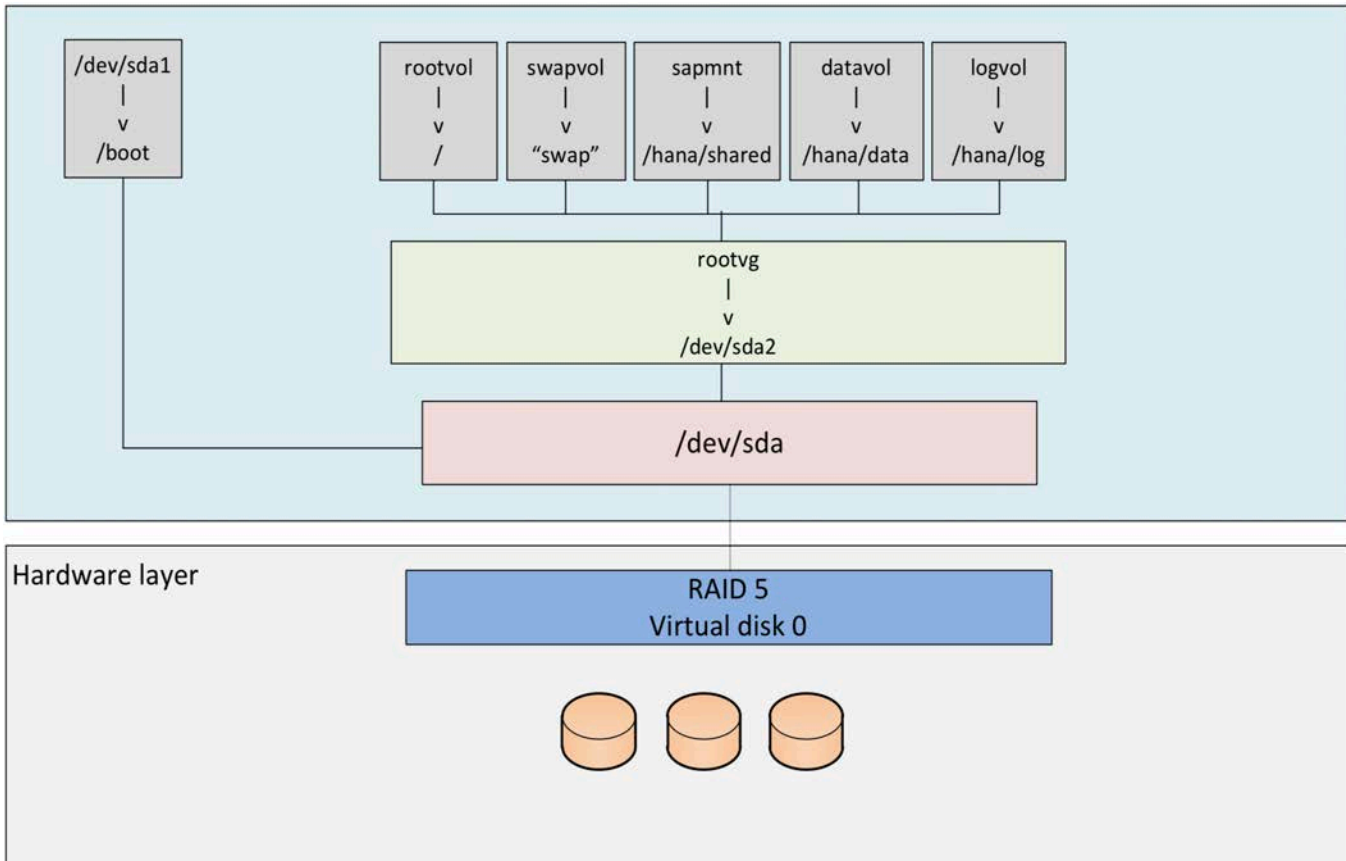 /dev/sda1
|
v
/boot
rootvol
|
v
/
swapvol
|
v
“swap”
sapmnt
|
v
/hana/shared
datavol
|
v
/hana/data
logvol
|
v
/hana/log
rootvg
|
v
/dev/sda2
/dev/sda
Hardware layer
RAID 5
Virtual disk 0